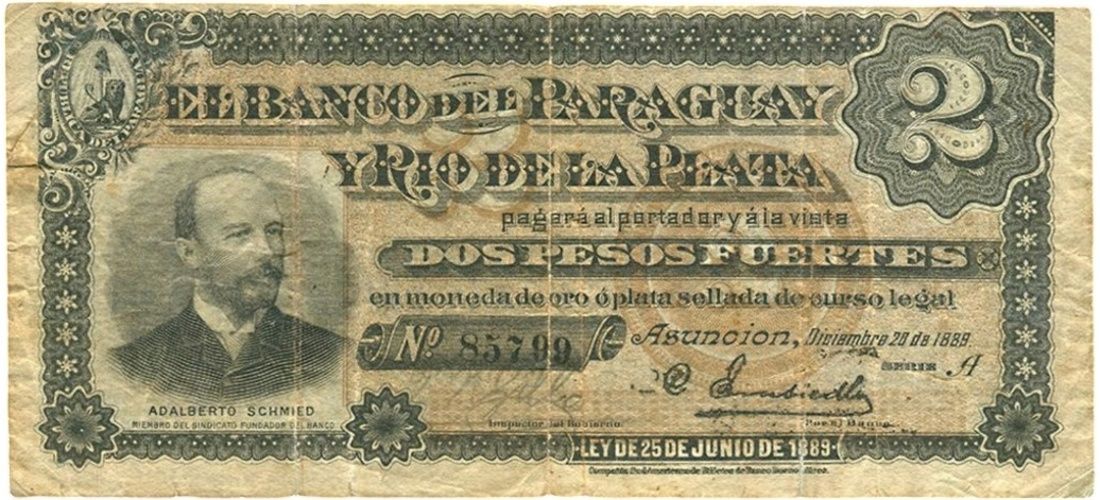 EL BANCO DEL PARAGUAY
Y RIO DE LA PLATA
2
pagará al portador y á la vista
DOS PESOS FUERTES
en moneda de oro ó plata sellada de curso legal
Nº 85799
Asuncion, Diciembre 28 de 1889.
SERIE A
ADALBERTO SCHMIED
MIEMBRO DEL SINDICATO FUNDADOR DEL BANCO
Inspector del Gobierno.
Por el Banco
LEY DE 25 DE JUNIO DE 1889
Compañía Sud Americana de Billetes de Banco Buenos Aires.